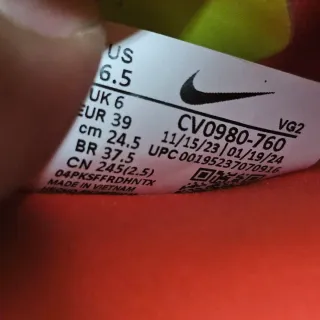 US
6.5
UK 6
EUR 39
cm 24.5
BR 37.5
CN 245(2.5)
04PKSFFRDHNTX
MADE IN VIETNAM
VG2
CV0980-760
11/15/23 | 01/19/24
UPC 00195237070916